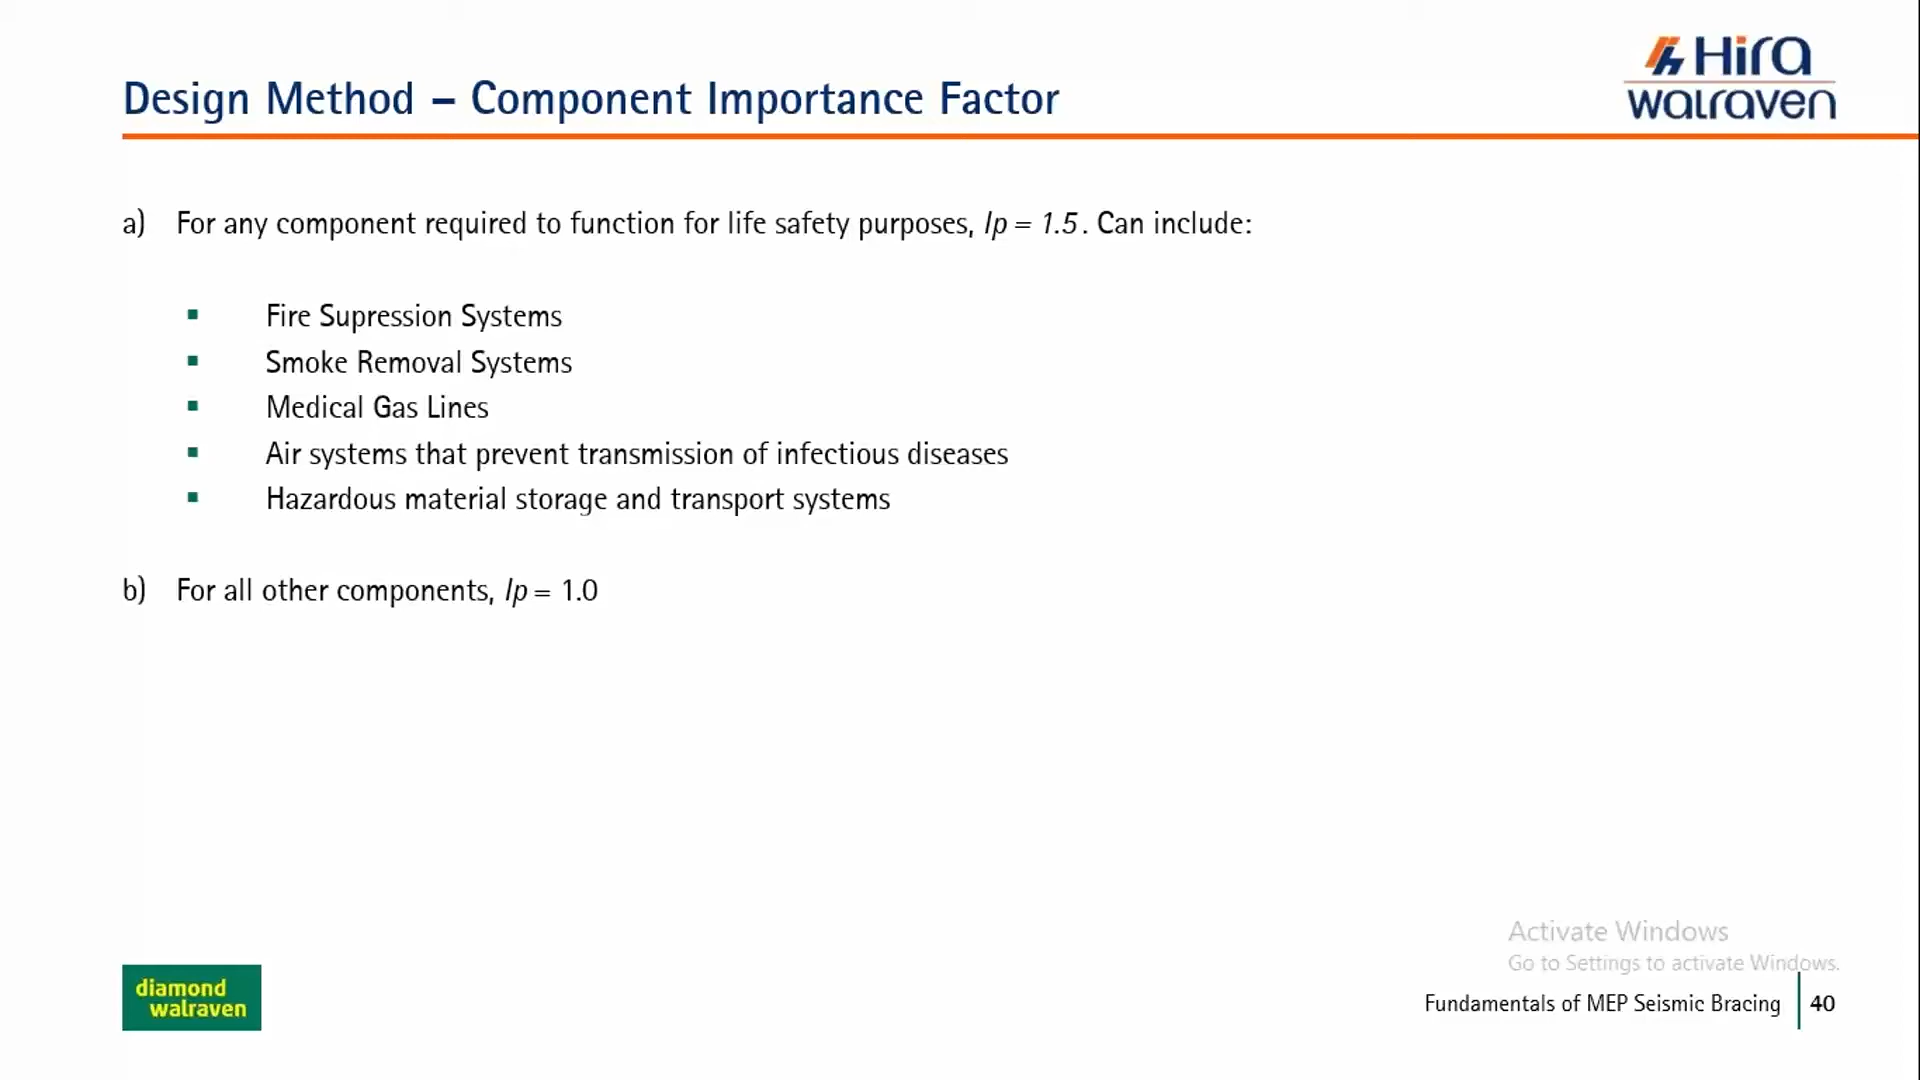 Hira
walraven
Design Method – Component Importance Factor
a) For any component required to function for life safety purposes, Ip = 1.5. Can include:
▪ Fire Supression Systems
▪ Smoke Removal Systems
▪ Medical Gas Lines
▪ Air systems that prevent transmission of infectious diseases
▪ Hazardous material storage and transport systems
b) For all other components, Ip = 1.0
Activate Windows
Go to Settings to activate Windows.
diamond
walraven
Fundamentals of MEP Seismic Bracing 40